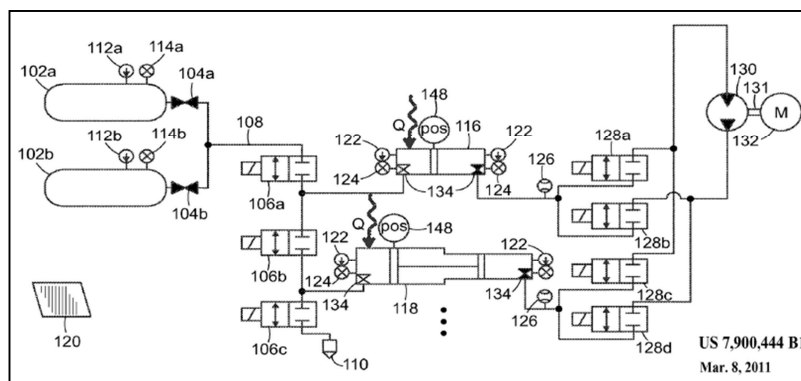 112a 114a
102a 104a
112b 114b
108
102b
104b
106a
106b
106c
110
120
148
Q pos 116
122 122
124 134 124
126
128a
128b
130
131
M
132
148
Q pos
122 122
124
134 118 134
126
128c
128d
US 7,900,444 B1
Mar. 8, 2011